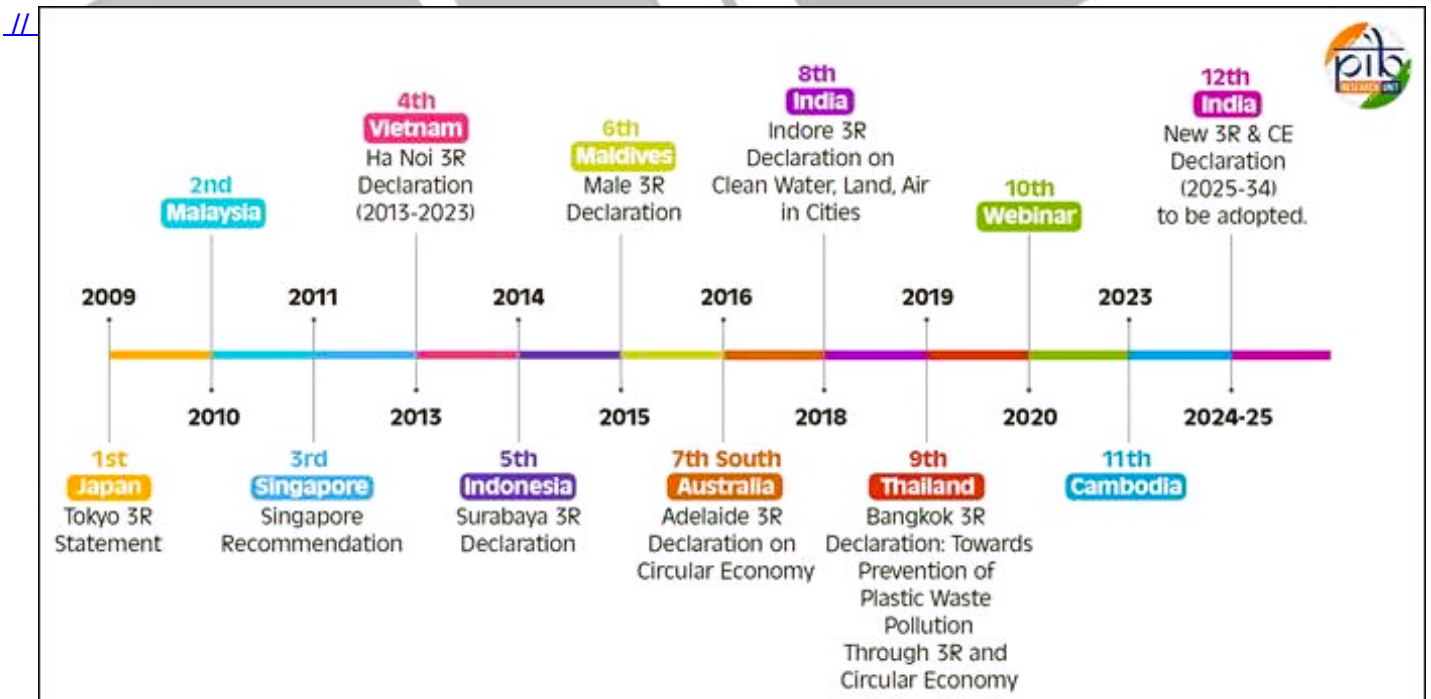 //
pib
RESEARCH UNIT
4th
Vietnam
Ha Noi 3R
Declaration
(2013-2023)
8th
India
Indore 3R
Declaration on
Clean Water, Land, Air
in Cities
12th
India
New 3R & CE
Declaration
(2025-34)
to be adopted.
2nd
Malaysia
6th
Maldives
Male 3R
Declaration
10th
Webinar
2009
2011
2014
2016
2019
2023
2010
2013
2015
2018
2020
2024-25
1st
Japan
Tokyo 3R
Statement
3rd
Singapore
Singapore
Recommendation
5th
Indonesia
Surabaya 3R
Declaration
7th South
Australia
Adelaide 3R
Declaration on
Circular Economy
9th
Thailand
Bangkok 3R
Declaration: Towards
Prevention of
Plastic Waste
Pollution
Through 3R and
Circular Economy
11th
Cambodia